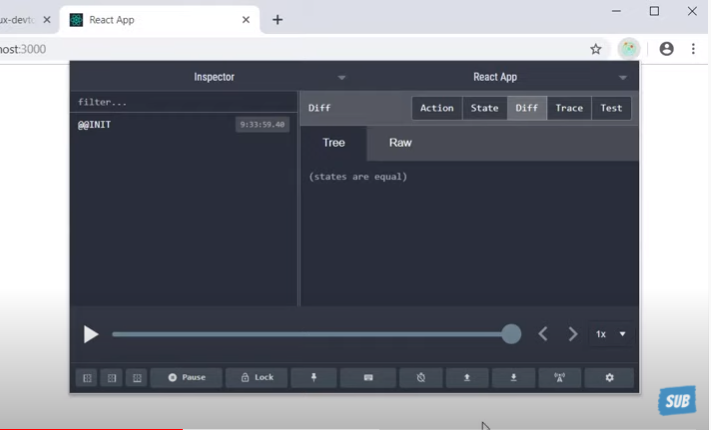 ux-devto
React App
host:3000
Inspector
React App
filter...
@@INIT
9:33:59.40
Diff
Action
State
Diff
Trace
Test
Tree
Raw
(states are equal)
1x
Pause
Lock
SUB